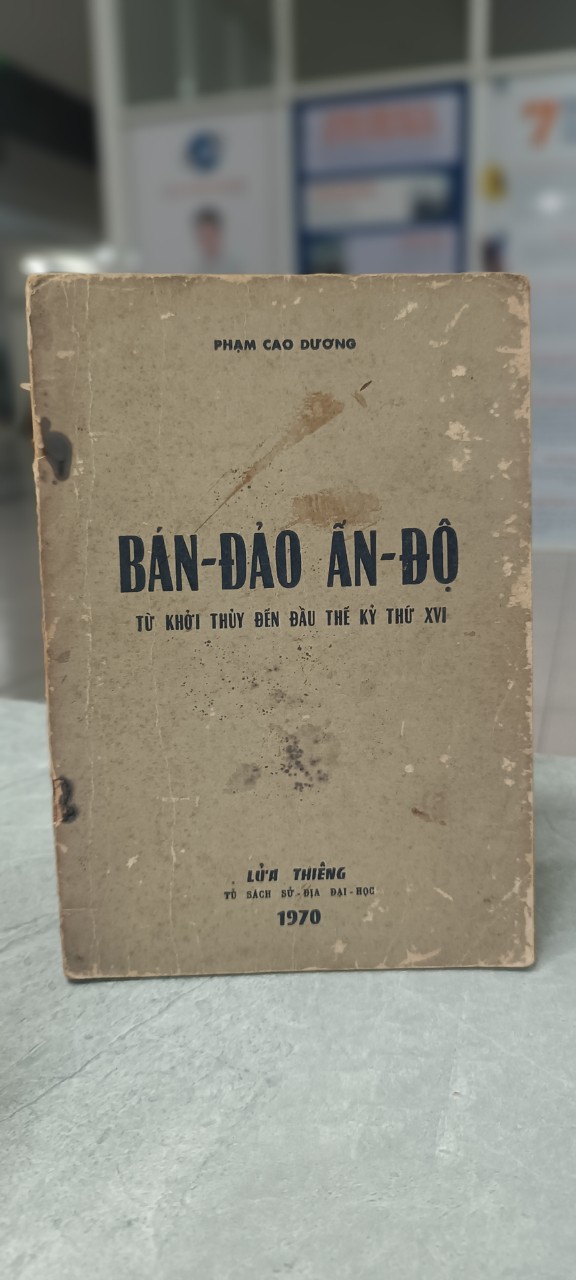 PHẠM CAO DƯƠNG
BÁN-ĐẢO ẤN-ĐỘ
TỪ KHỞI THỦY ĐẾN ĐẦU THẾ KỶ THỨ XVI
LỬA THIÊNG
TỦ SÁCH SỬ-ĐỊA ĐẠI-HỌC
1970
7